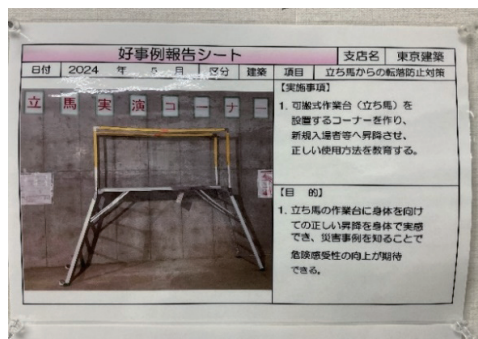 好事例報告シート
支店名 東京建築
日付 2024 年 5 月 区分 建築 項目 立ち馬からの転落防止対策
立馬実演コーナー
【実施事項】
1. 可搬式作業台（立ち馬）を
設置するコーナーを作り、
新規入場者等へ昇降させ、
正しい使用方法を教育する。
【目 的】
1. 立ち馬の作業台に身体を向け
ての正しい昇降を身体で実感
でき、災害事例を知ることで
危険感受性の向上が期待
できる。